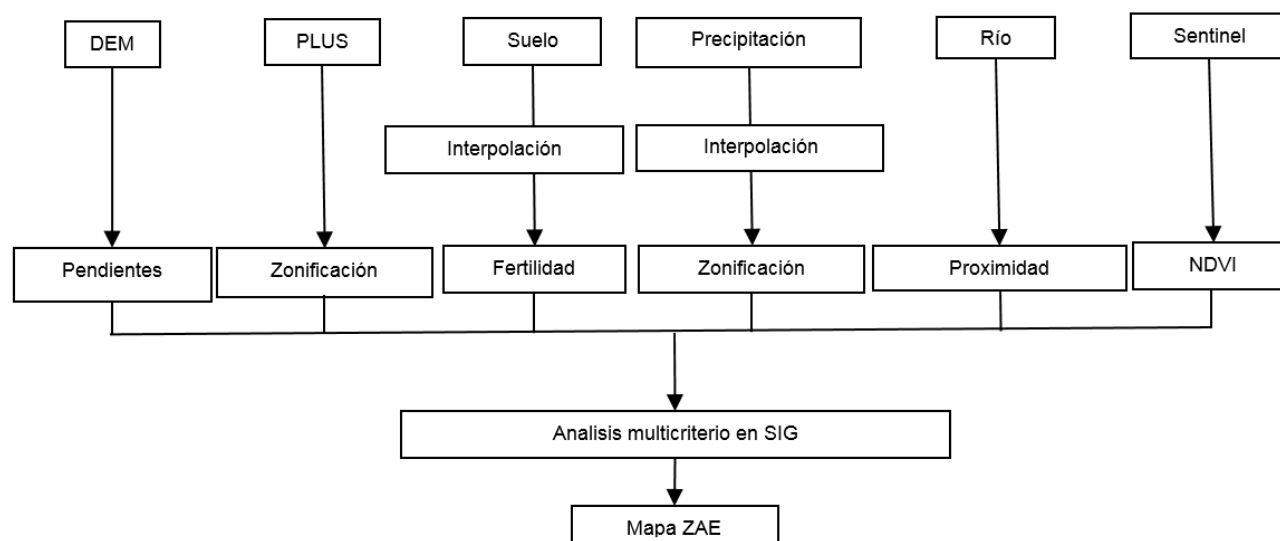 DEM
PLUS
Suelo
Precipitación
Río
Sentinel
Interpolación
Interpolación
Pendientes
Zonificación
Fertilidad
Zonificación
Proximidad
NDVI
Analisis multicriterio en SIG
Mapa ZAE